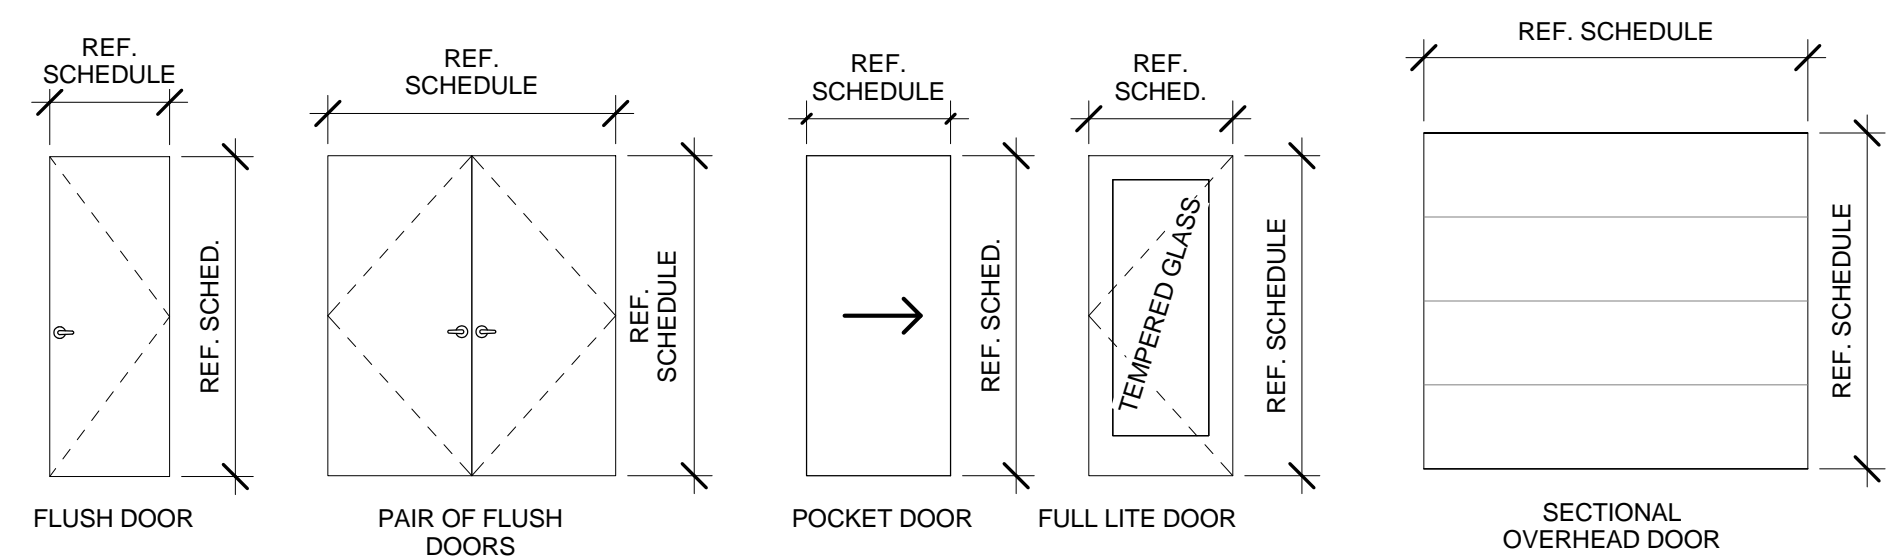 REF.
SCHEDULE
REF. SCHED.
FLUSH DOOR
REF.
SCHEDULE
REF.
SCHEDULE
PAIR OF FLUSH
DOORS
REF.
SCHEDULE
REF. SCHED.
POCKET DOOR
REF.
SCHED.
TEMPERED GLASS
REF. SCHEDULE
FULL LITE DOOR
REF. SCHEDULE
REF. SCHEDULE
SECTIONAL
OVERHEAD DOOR